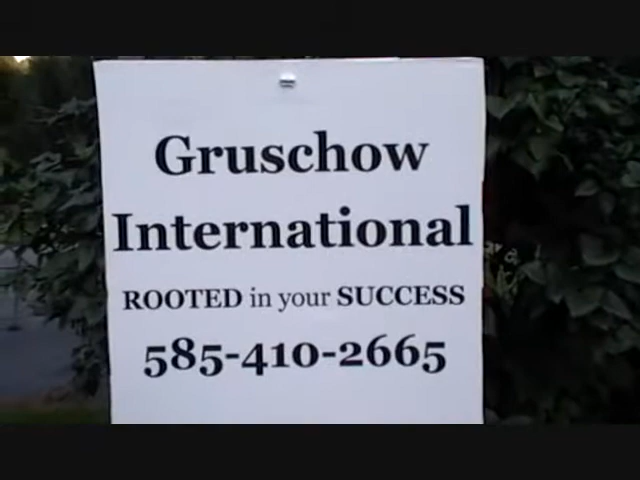 Gruschow
International
ROOTED in your SUCCESS
585-410-2665